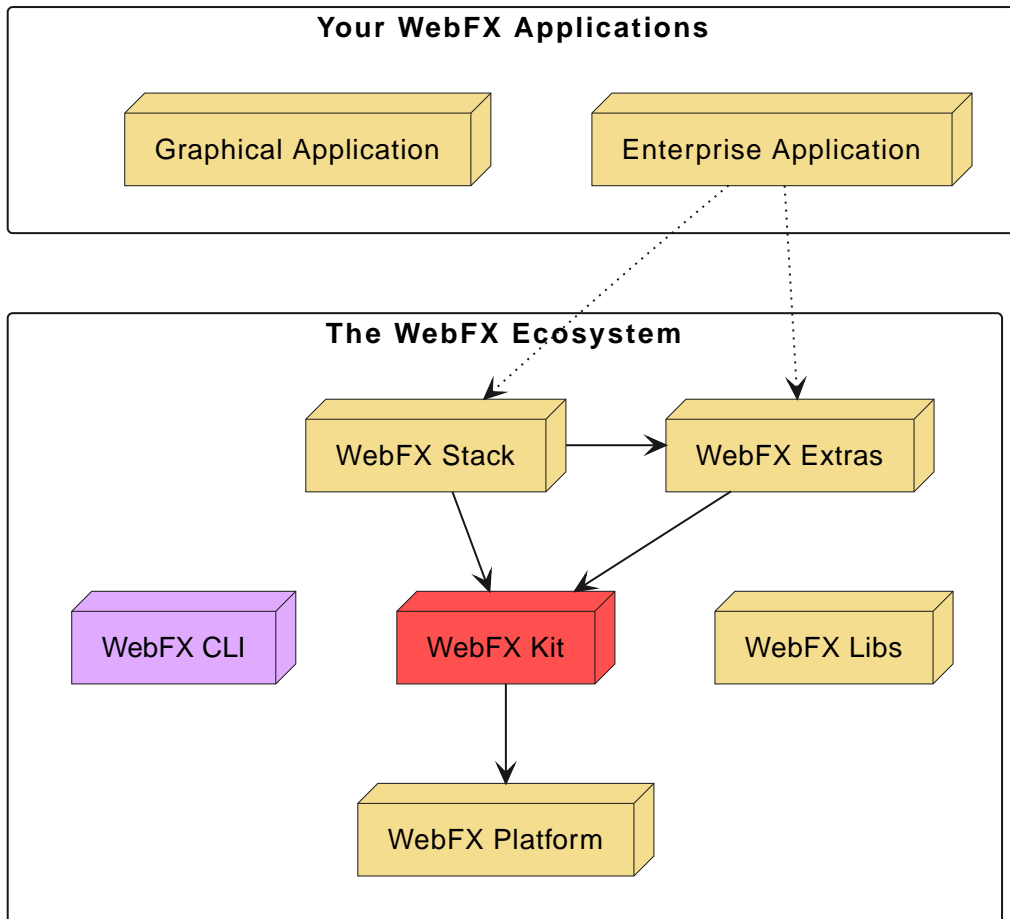 Your WebFX Applications
Graphical Application
Enterprise Application
The WebFX Ecosystem
WebFX Stack
WebFX Extras
WebFX CLI
WebFX Kit
WebFX Libs
WebFX Platform